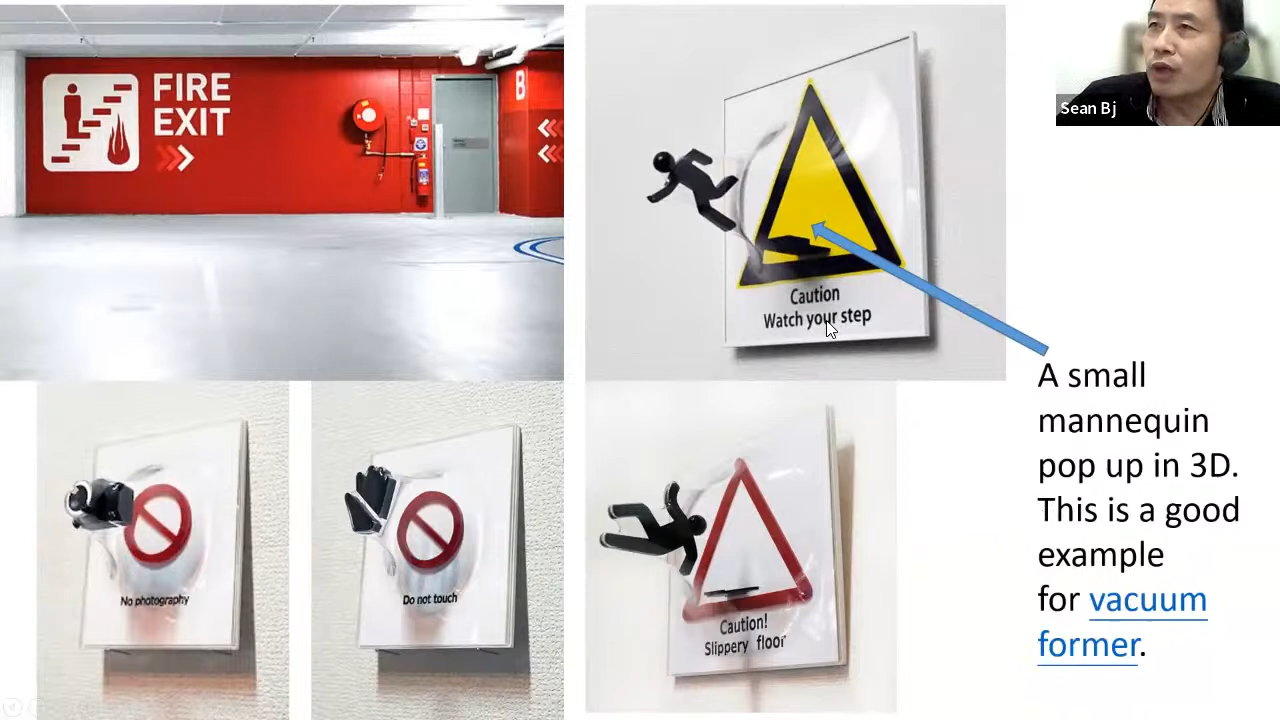 FIRE
EXIT
B
Caution
Watch your step
Sean Bj
No photography
Do not touch
Caution!
Slippery floor
A small
mannequin
pop up in 3D.
This is a good
example
for vacuum
former.